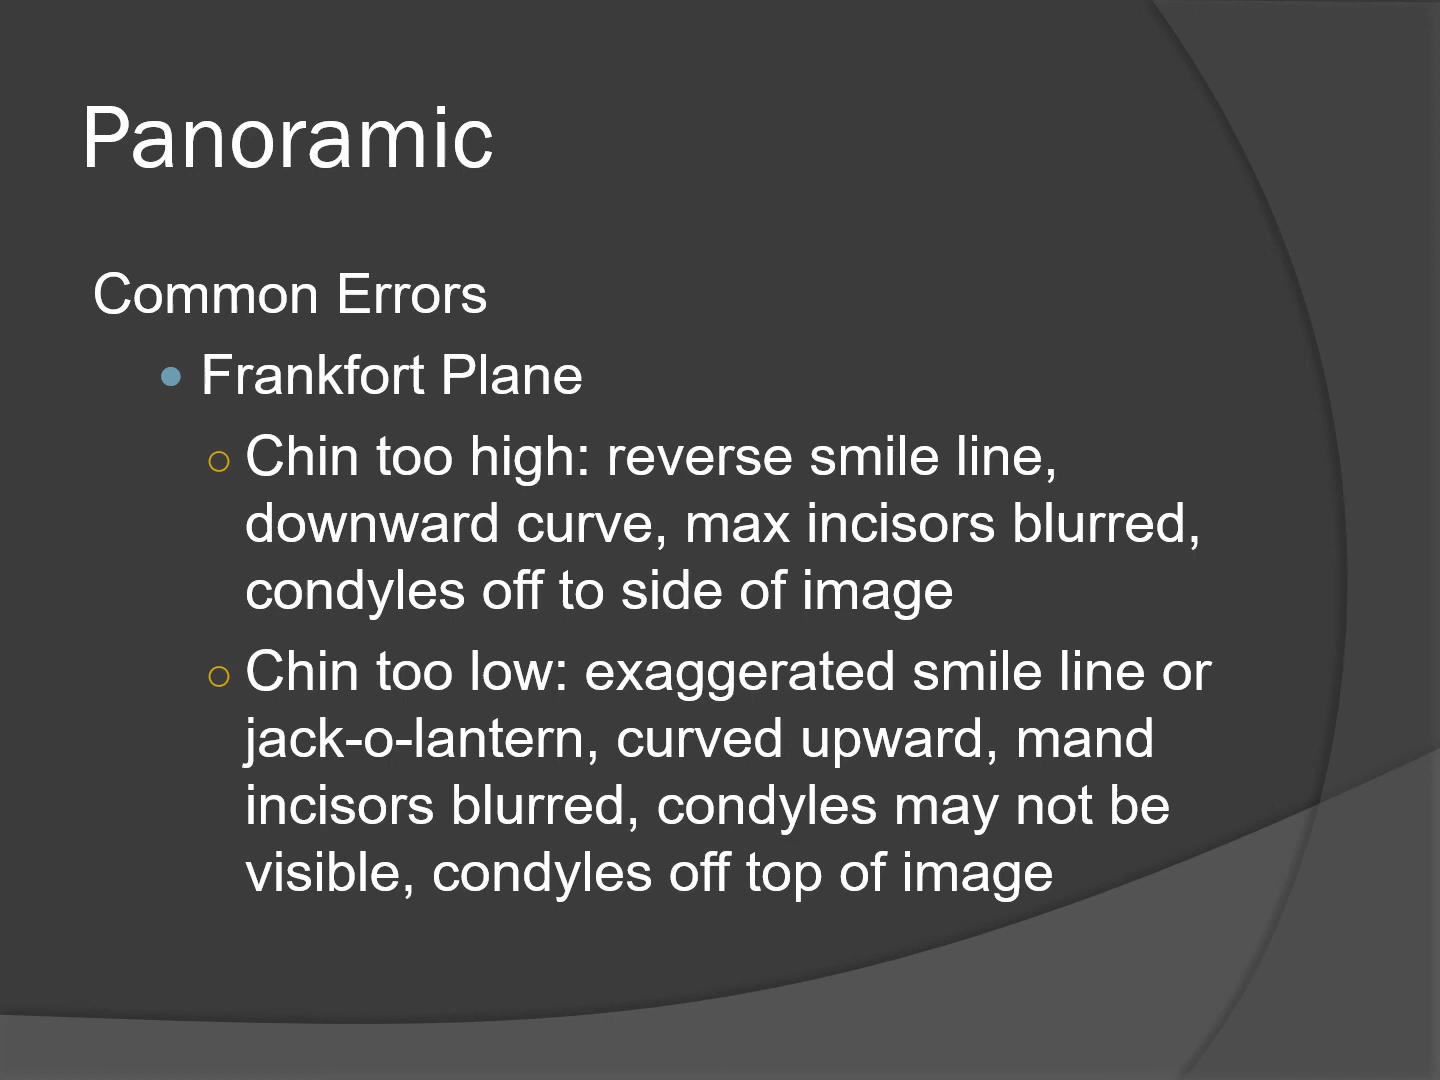 Panoramic
Common Errors
Frankfort Plane
Chin too high: reverse smile line,
downward curve, max incisors blurred,
condyles off to side of image
Chin too low: exaggerated smile line or
jack-o-lantern, curved upward, mand
incisors blurred, condyles may not be
visible, condyles off top of image